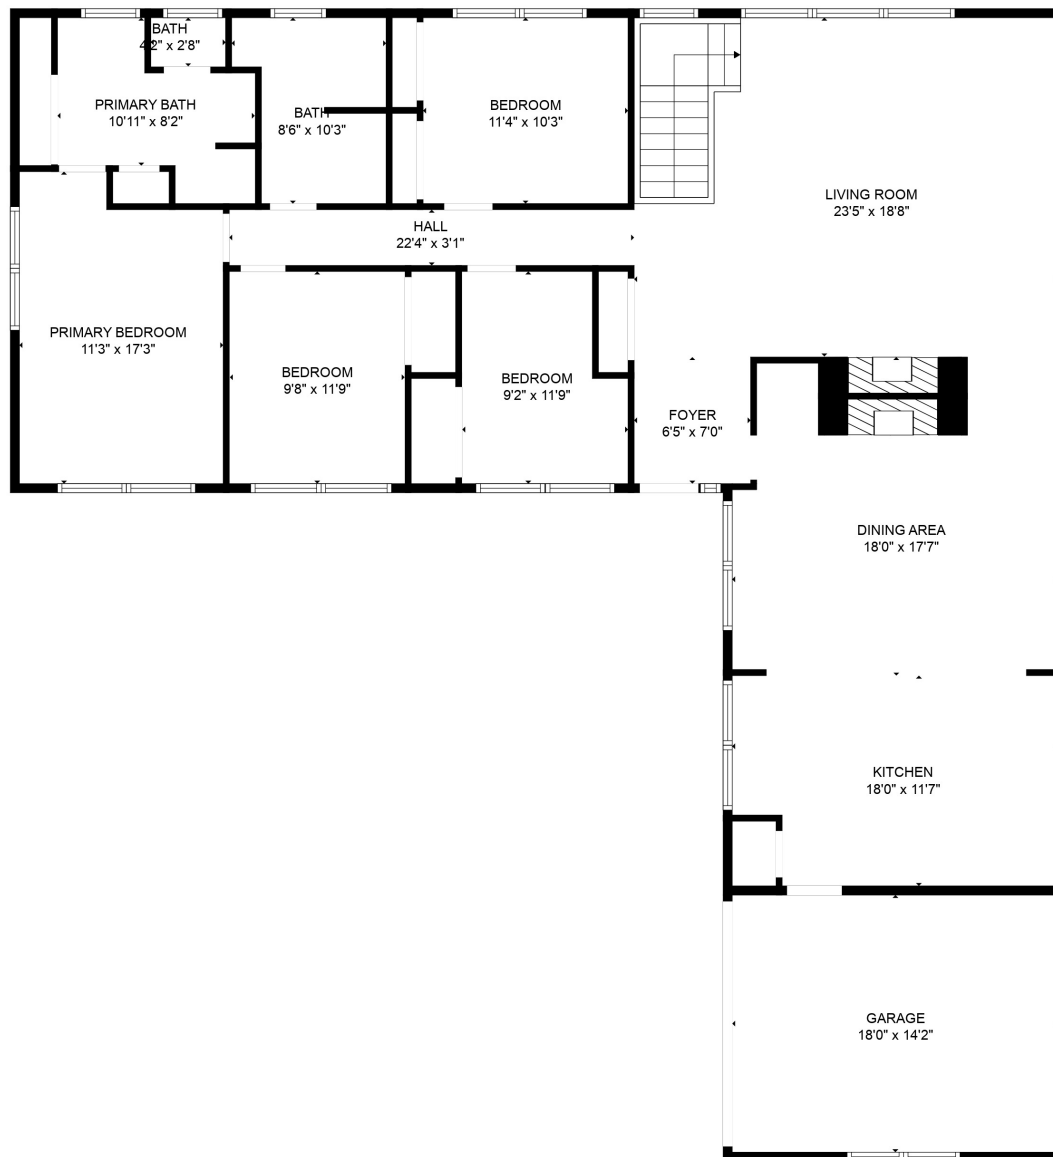 BATH
4'2" x 2'8"
PRIMARY BATH
10'11" x 8'2"
BATH
8'6" x 10'3"
BEDROOM
11'4" x 10'3"
LIVING ROOM
23'5" x 18'8"
HALL
22'4" x 3'1"
PRIMARY BEDROOM
11'3" x 17'3"
BEDROOM
9'8" x 11'9"
BEDROOM
9'2" x 11'9"
FOYER
6'5" x 7'0"
DINING AREA
18'0" x 17'7"
KITCHEN
18'0" x 11'7"
GARAGE
18'0" x 14'2"